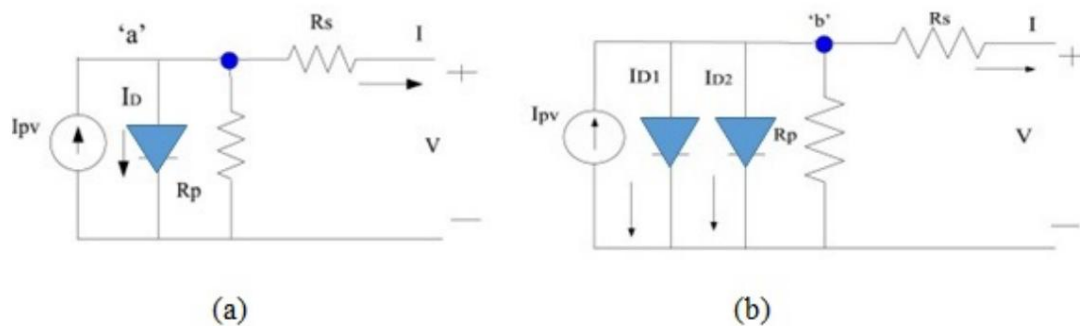 'a'
Rs
I
+
ID
Ipv
V
Rp
—
(a)
'b'
Rs
I
+
ID1
ID2
Ipv
Rp
V
—
(b)